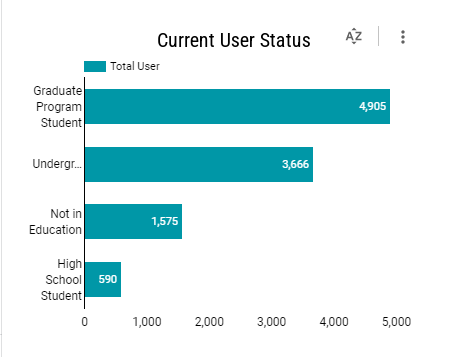 Current User Status
AZ
Total User
Graduate
Program
Student
4,905
Undergr...
3,666
Not in
Education
1,575
High
School
Student
590
0 1,000 2,000 3,000 4,000 5,000